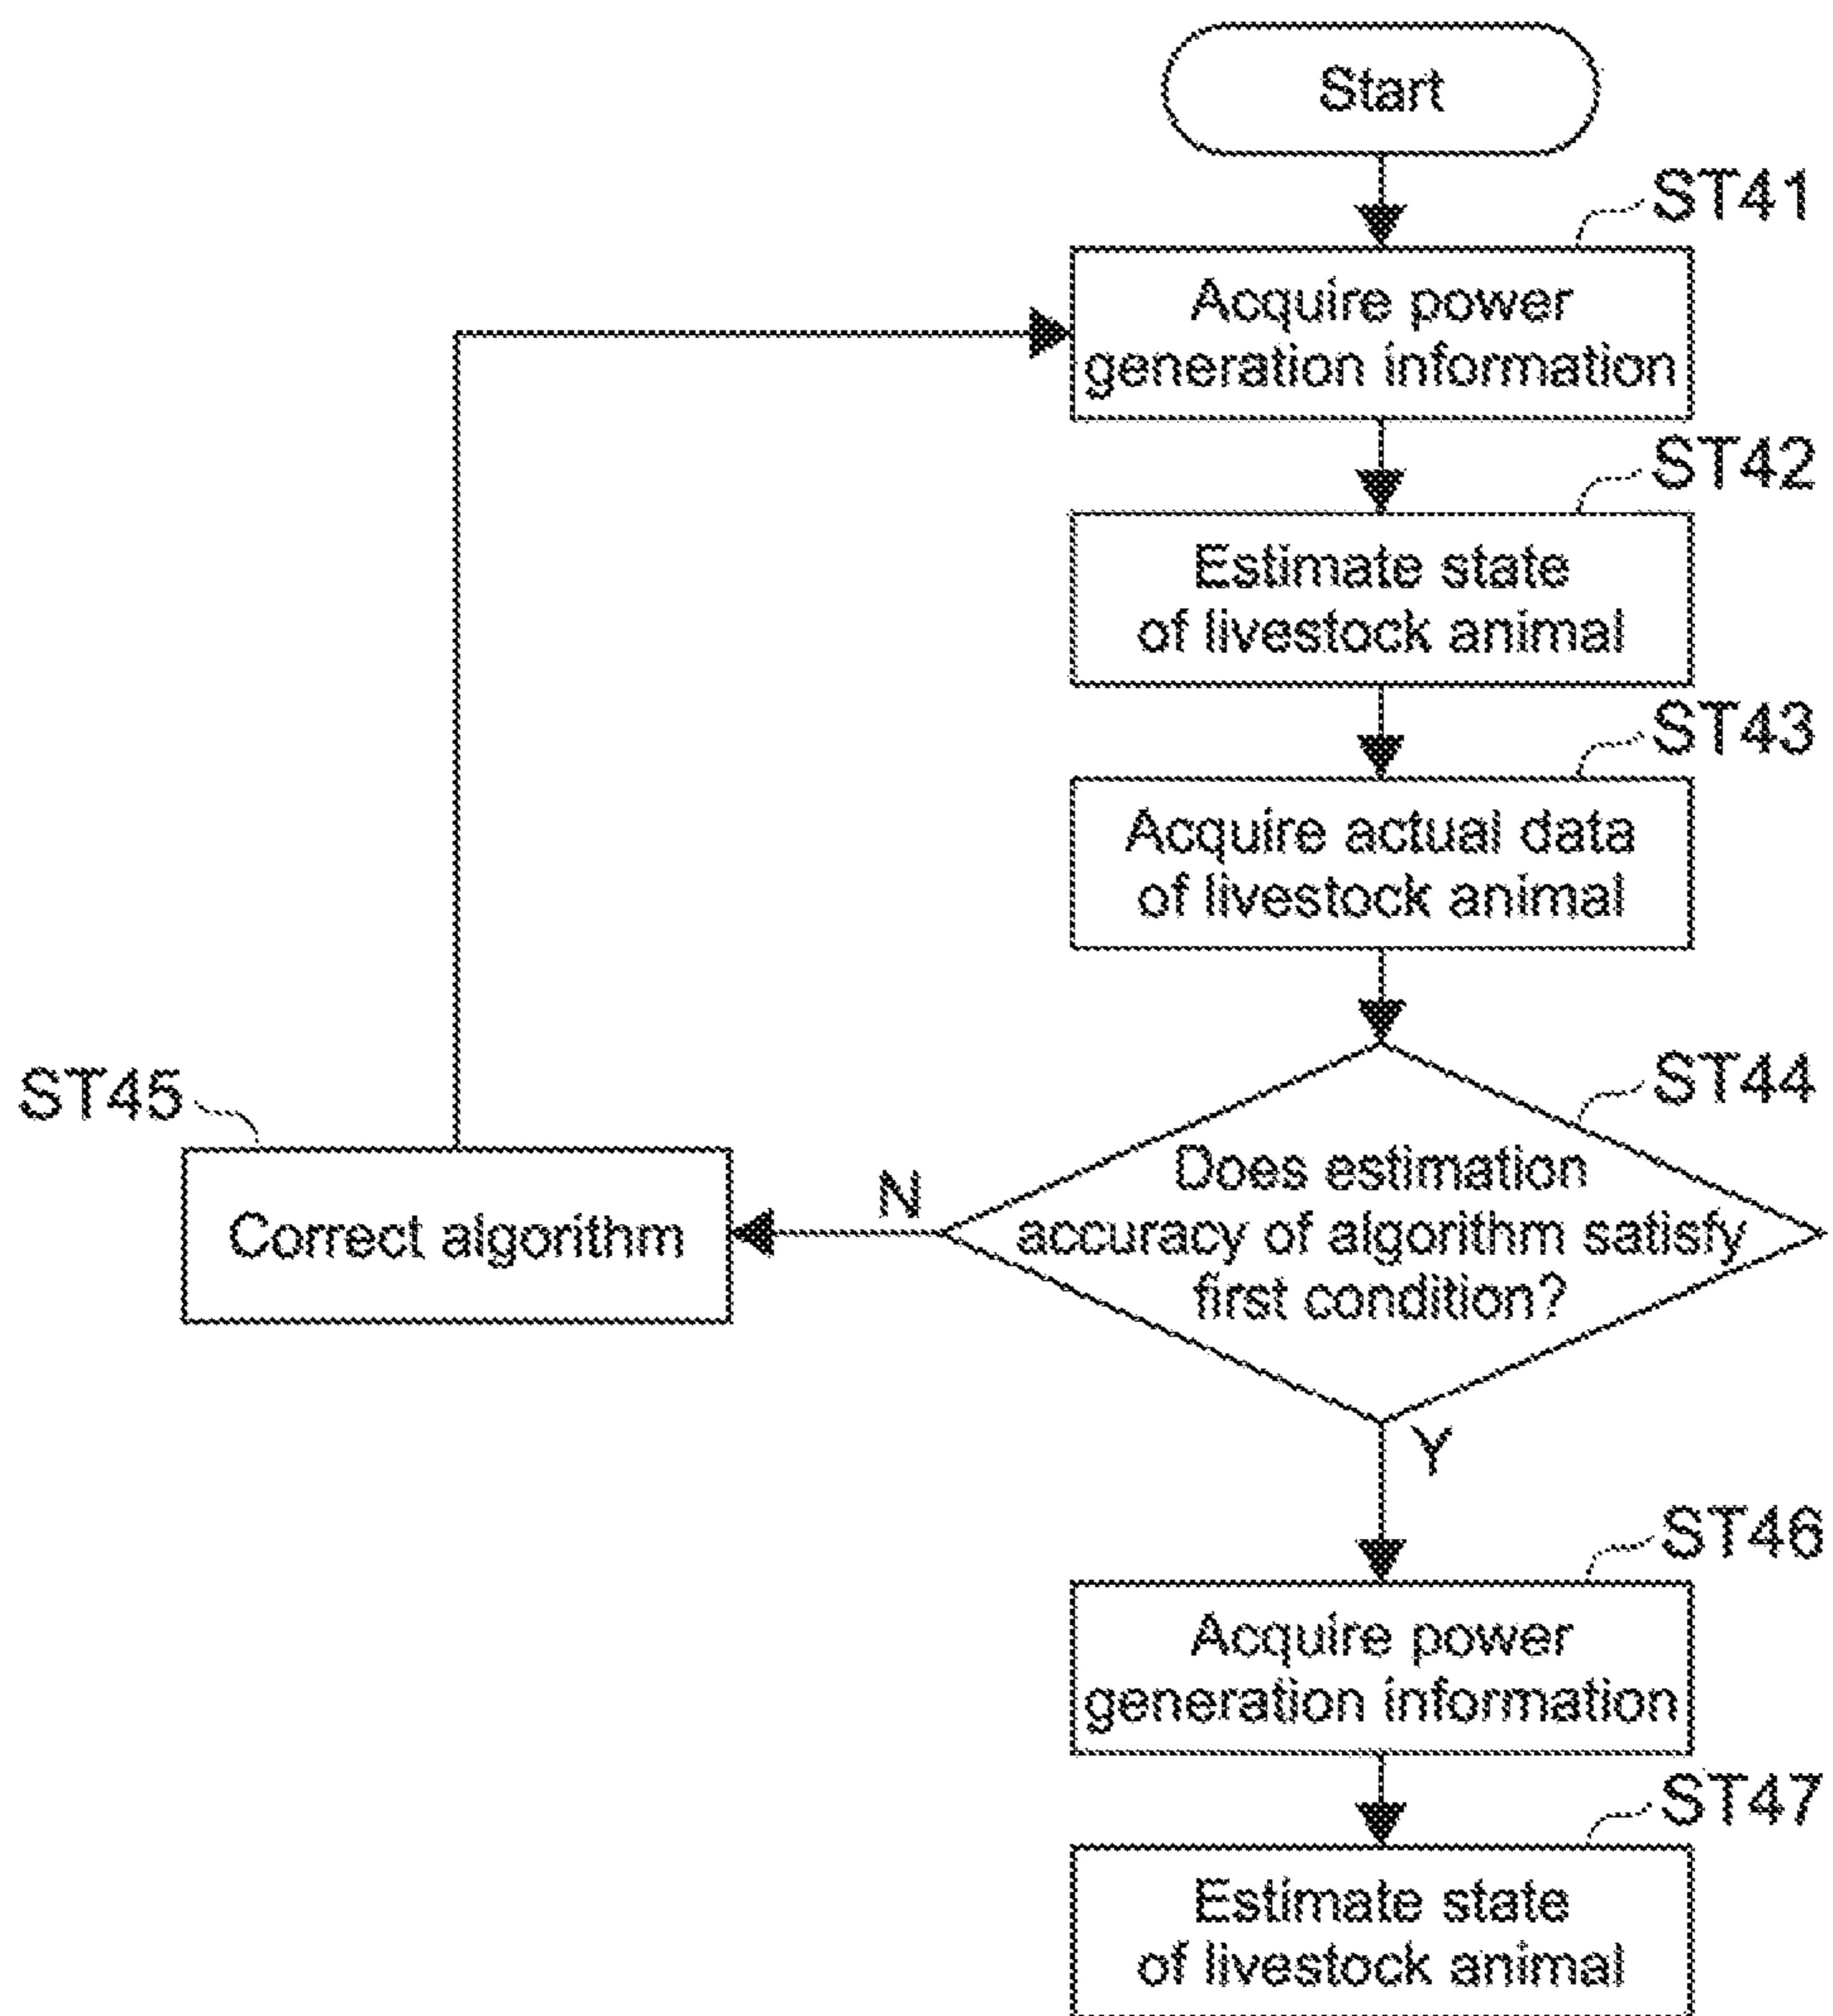 Start
ST41
Acquire power
generation information
ST42
Estimate state
of livestock animal
ST43
Acquire actual data
of livestock animal
ST44
Does estimation
accuracy of algorithm satisfy
first condition?
N
ST45
Correct algorithm
Y
ST46
Acquire power
generation information
ST47
Estimate state
of livestock animal